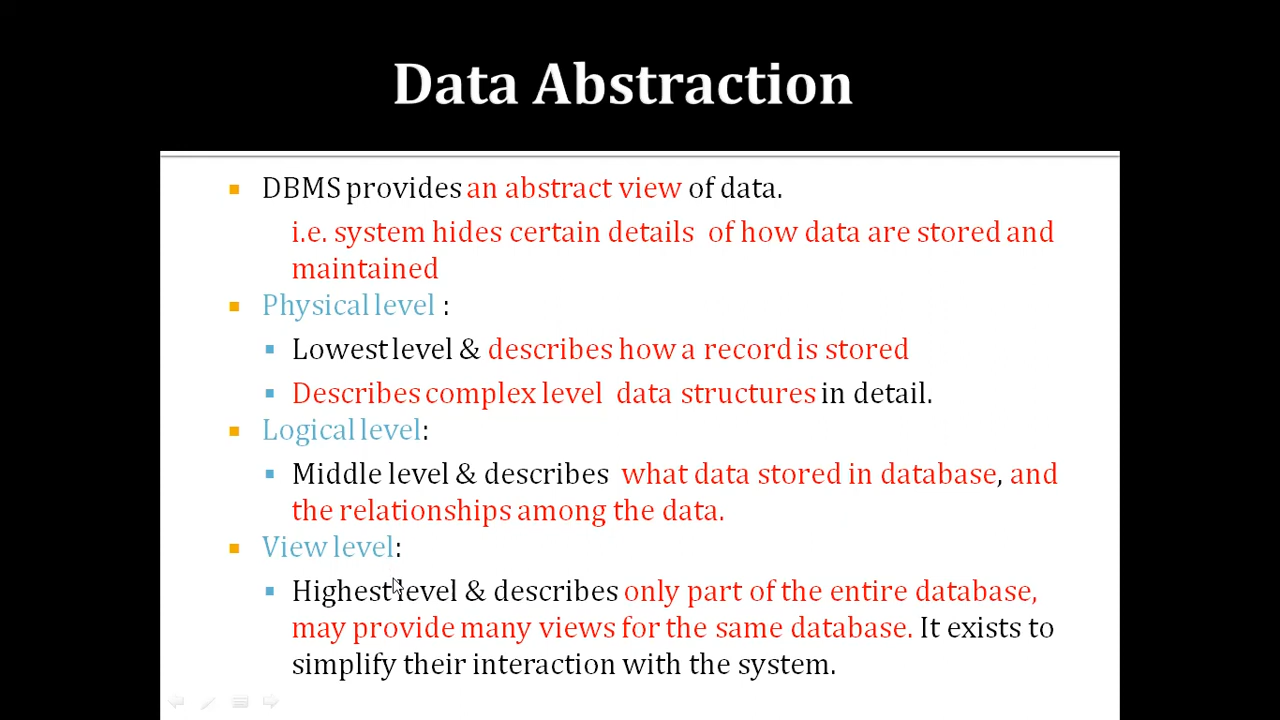 Data Abstraction
DBMS provides an abstract view of data.
i.e. system hides certain details of how data are stored and
maintained
Physical level :
Lowest level & describes how a record is stored
Describes complex level data structures in detail.
Logical level:
Middle level & describes what data stored in database, and
the relationships among the data.
View level:
Highest level & describes only part of the entire database,
may provide many views for the same database. It exists to
simplify their interaction with the system.